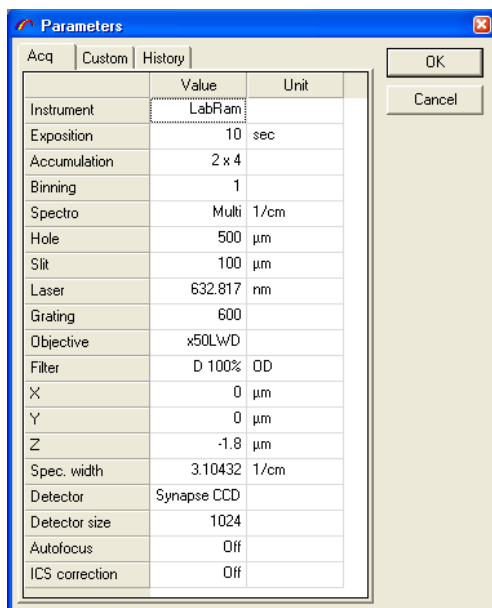 Parameters
Acq Custom History
OK
Cancel
Value Unit
Instrument LabRam
Exposition 10 sec
Accumulation 2 x 4
Binning 1
Spectro Multi 1/cm
Hole 500 µm
Slit 100 µm
Laser 632.817 nm
Grating 600
Objective x50LWD
Filter D 100% OD
X 0 µm
Y 0 µm
Z -1.8 µm
Spec. width 3.10432 1/cm
Detector Synapse CCD
Detector size 1024
Autofocus Off
ICS correction Off